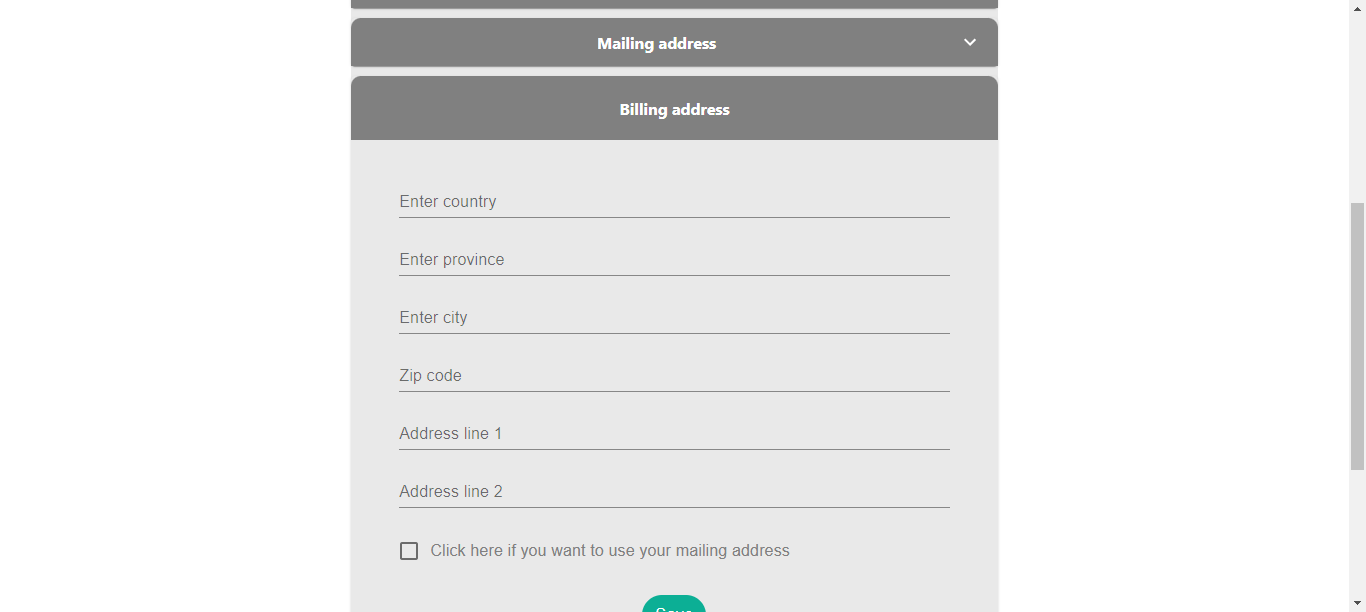 Mailing address
Billing address
Enter country
Enter province
Enter city
Zip code
Address line 1
Address line 2
Click here if you want to use your mailing address